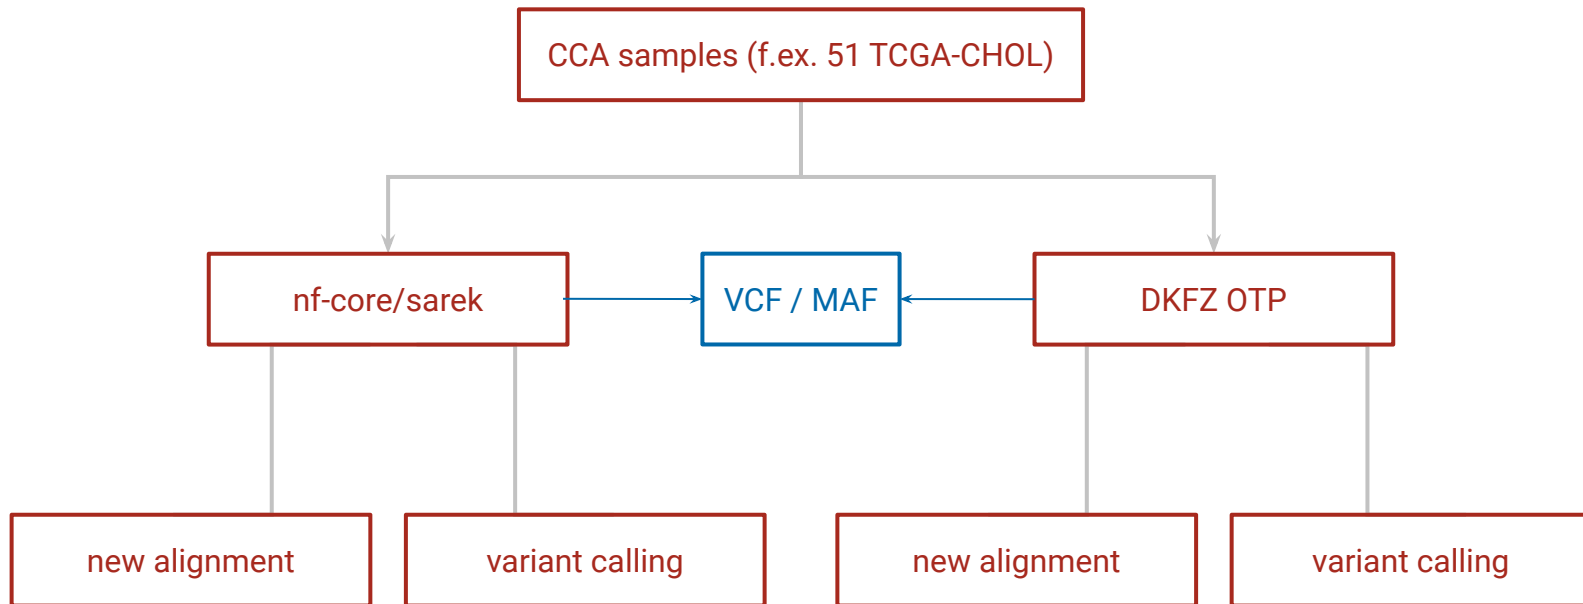 CCA samples (f.ex. 51 TCGA-CHOL)
nf-core/sarek
VCF / MAF
DKFZ OTP
new alignment
variant calling
new alignment
variant calling